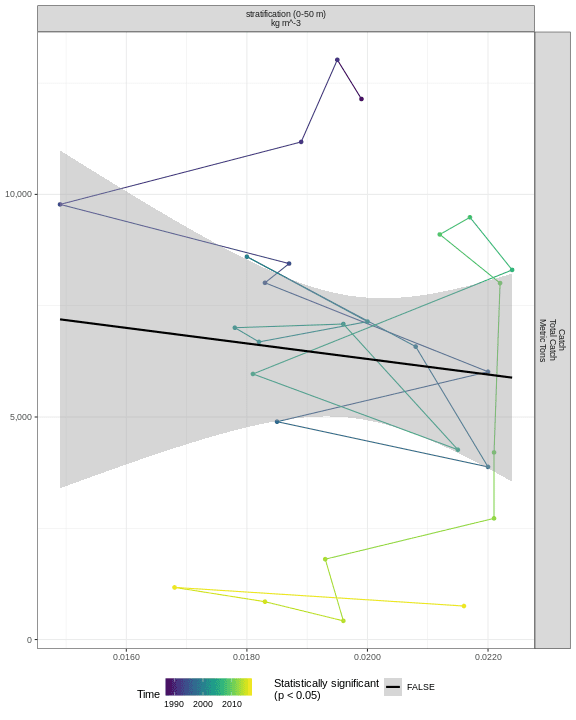 stratification (0-50 m)
kg m^-3
Catch
Total Catch
Metric Tons
10,000
5,000
0
0.0160
0.0180
0.0200
0.0220
Time
1990
2000
2010
Statistically significant
(p < 0.05)
FALSE